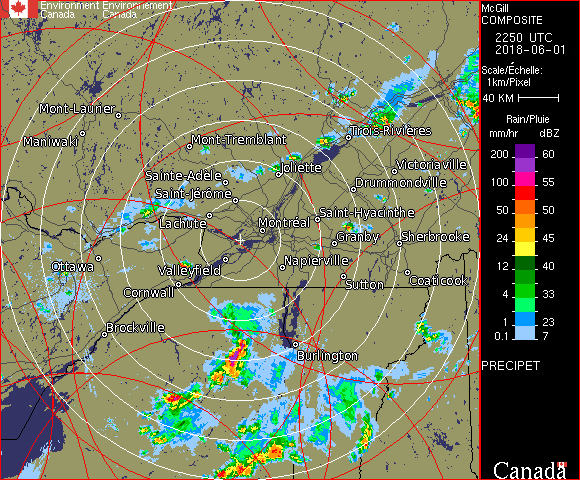 Environment Environnement
Canada Canada
McGill
COMPOSITE
2250 UTC
2018-06-01
Scale/Échelle:
1km/Pixel
40 KM
Rain/Pluie
mm/hr dBZ
200 60
100 55
50 50
24 45
12 40
4 33
1 23
0.1 7
PRECIPET
Canada
Mont-Laurier
Maniwaki
Mont-Tremblant
Trois-Rivières
Victoriaville
Sainte-Adèle
Joliette
Drummondville
Saint-Jérôme
Lachute
Saint-Hyacinthe
Montréal
Granby
Sherbrooke
Ottawa
Valleyfield
Napierville
Cornwall
Sutton
Coaticook
Brockville
Burlington